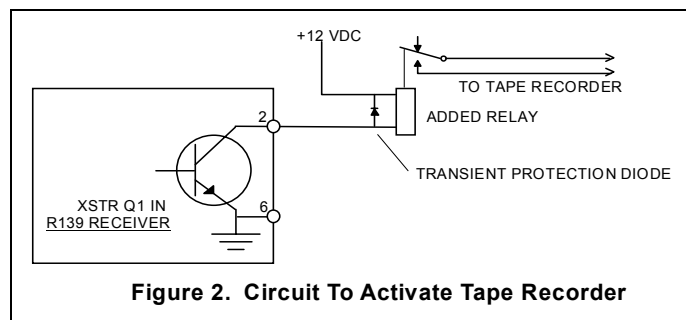 +12 VDC
TO TAPE RECORDER
ADDED RELAY
2
TRANSIENT PROTECTION DIODE
XSTR Q1 IN
R139 RECEIVER
6
Figure 2. Circuit To Activate Tape Recorder